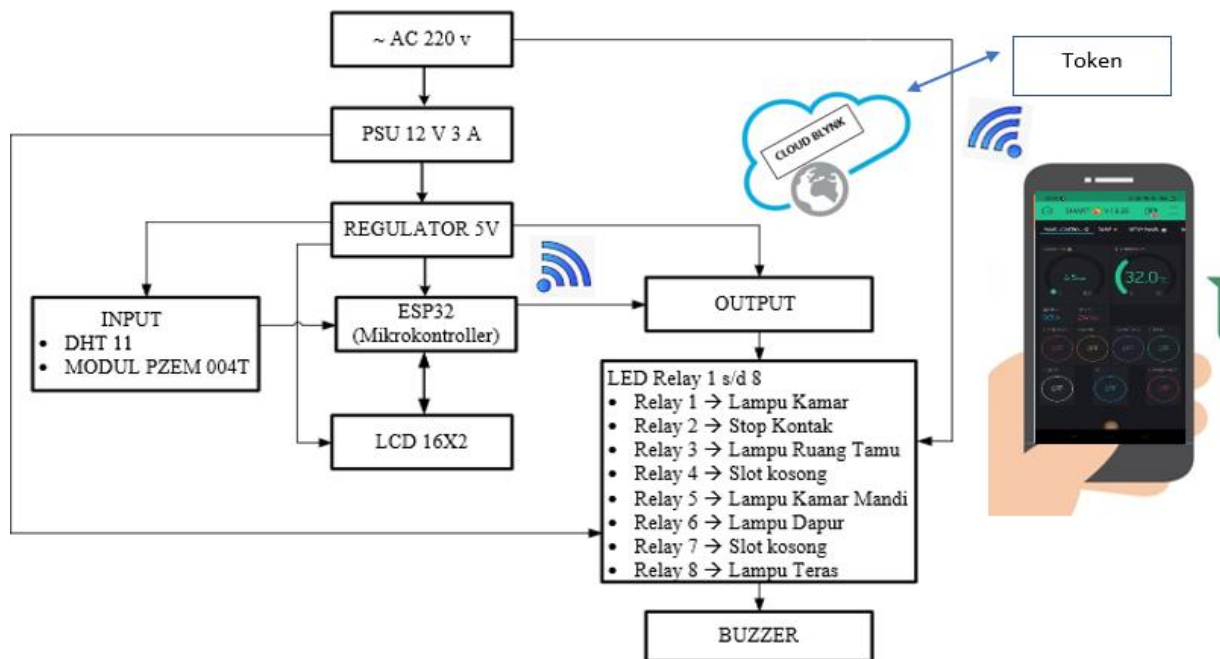 ~ AC 220 v
Token
CLOUD BLYNK
PSU 12 V 3 A
REGULATOR 5V
INPUT
• DHT 11
• MODUL PZEM 004T
ESP32
(Mikrokontroller)
OUTPUT
LCD 16X2
LED Relay 1 s/d 8
• Relay 1 → Lampu Kamar
• Relay 2 → Stop Kontak
• Relay 3 → Lampu Ruang Tamu
• Relay 4 → Slot kosong
• Relay 5 → Lampu Kamar Mandi
• Relay 6 → Lampu Dapur
• Relay 7 → Slot kosong
• Relay 8 → Lampu Teras
BUZZER
SMART
32.0